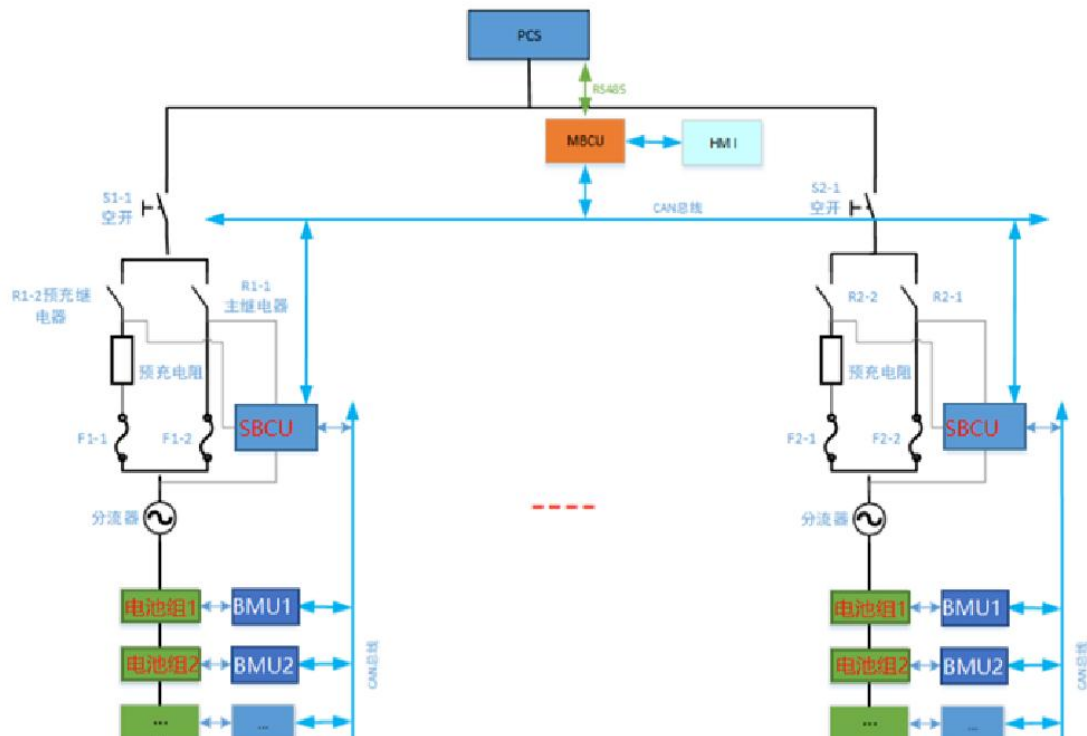 PCS
RS485
MBCU
HMI
S1-1
空开
S2-1
空开
CAN总线
R1-2预充继
电器
R1-1
主继电器
R2-2
R2-1
预充电阻
预充电阻
F1-1
F1-2
SBCU
F2-1
F2-2
SBCU
分流器
----
分流器
电池组1
BMU1
电池组1
BMU1
电池组2
BMU2
电池组2
BMU2
CAN总线
CAN总线
...
...
...
...